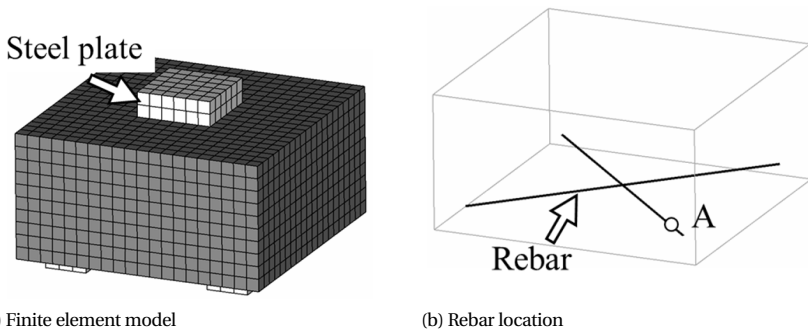 Steel plate
A
Rebar
) Finite element model
(b) Rebar location